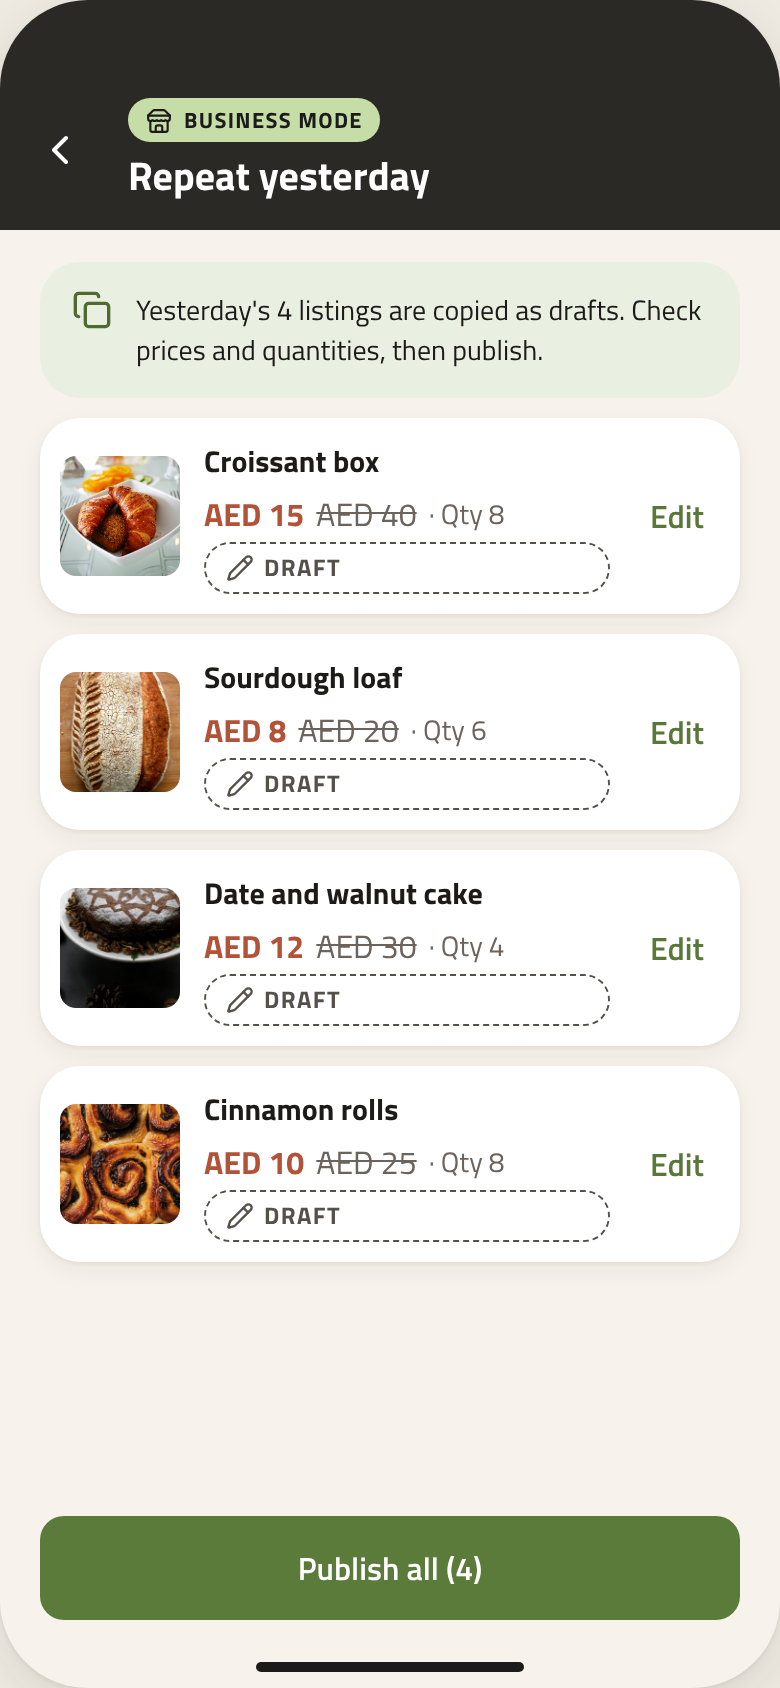 BUSINESS MODE
Repeat yesterday
Yesterday's 4 listings are copied as drafts. Check
prices and quantities, then publish.
Croissant box
AED 15 AED 40 · Qty 8
Edit
DRAFT
Sourdough loaf
AED 8 AED 20 · Qty 6
Edit
DRAFT
Date and walnut cake
AED 12 AED 30 · Qty 4
Edit
DRAFT
Cinnamon rolls
AED 10 AED 25 · Qty 8
Edit
DRAFT
Publish all (4)